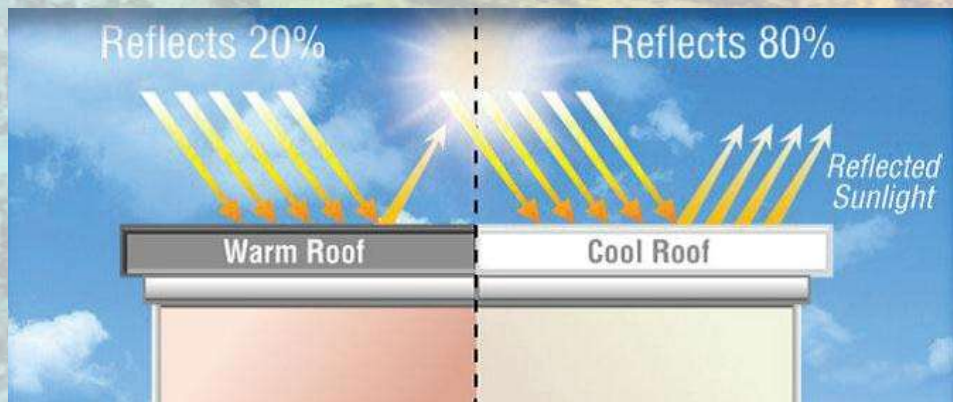 Reflects 20%
Reflects 80%
Reflected
Sunlight
Warm Roof
Cool Roof